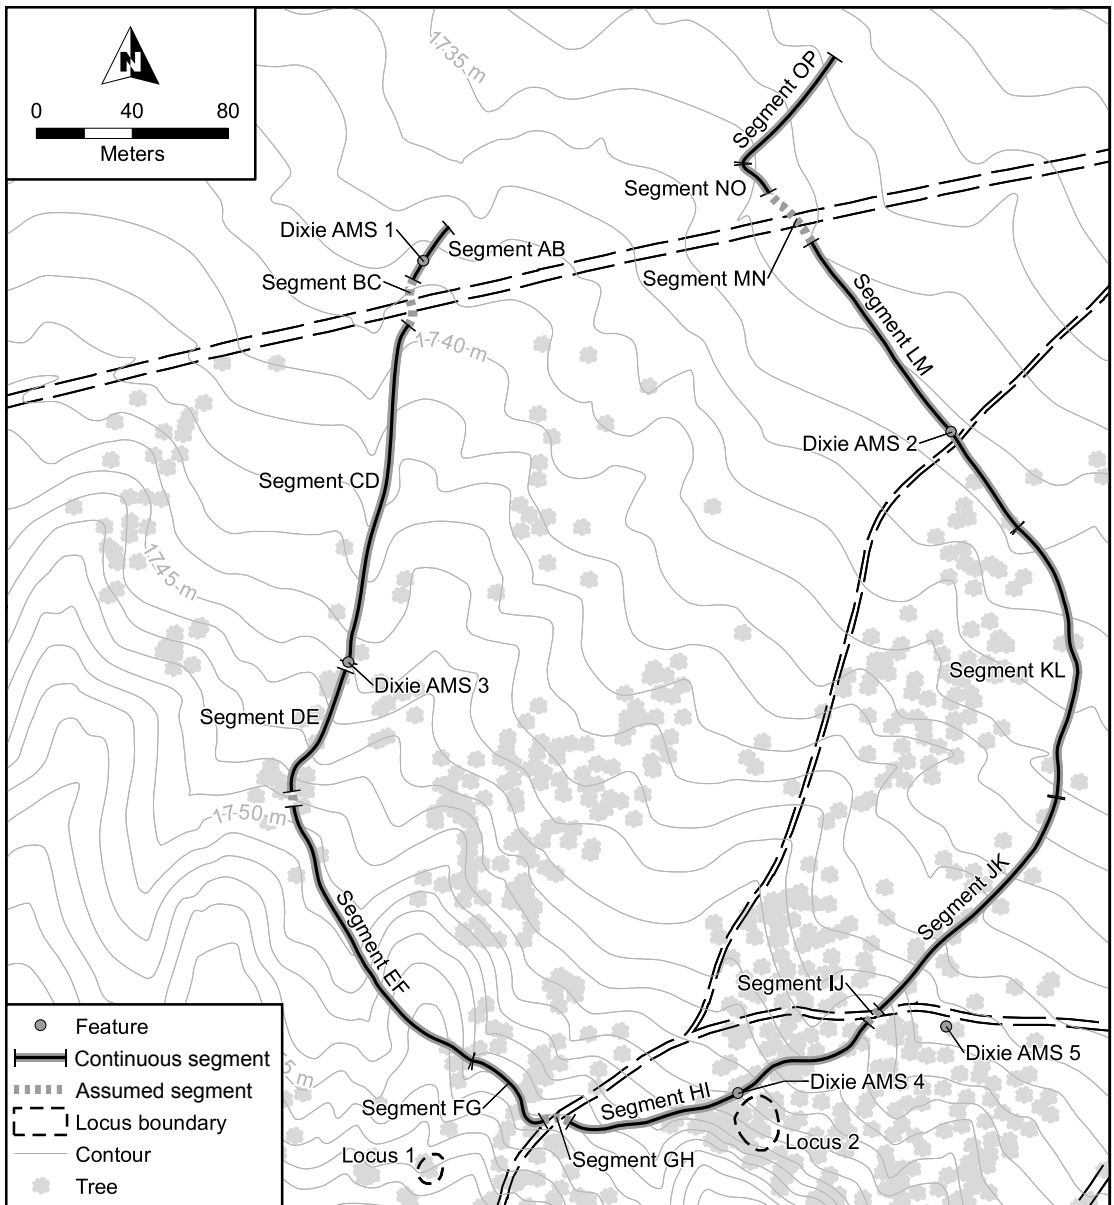 1735 m
N
0 40 80
Meters
Segment OP
Segment NO
Dixie AMS 1
Segment AB
Segment BC
Segment MN
1740 m
Segment LM
Dixie AMS 2
Segment CD
1745 m
Segment KL
Dixie AMS 3
Segment DE
1750 m
Segment JK
Segment EF
Segment IJ
Dixie AMS 5
Dixie AMS 4
Segment HI
Segment FG
Locus 2
Locus 1
Segment GH
5 m
Feature
Continuous segment
Assumed segment
Locus boundary
Contour
Tree